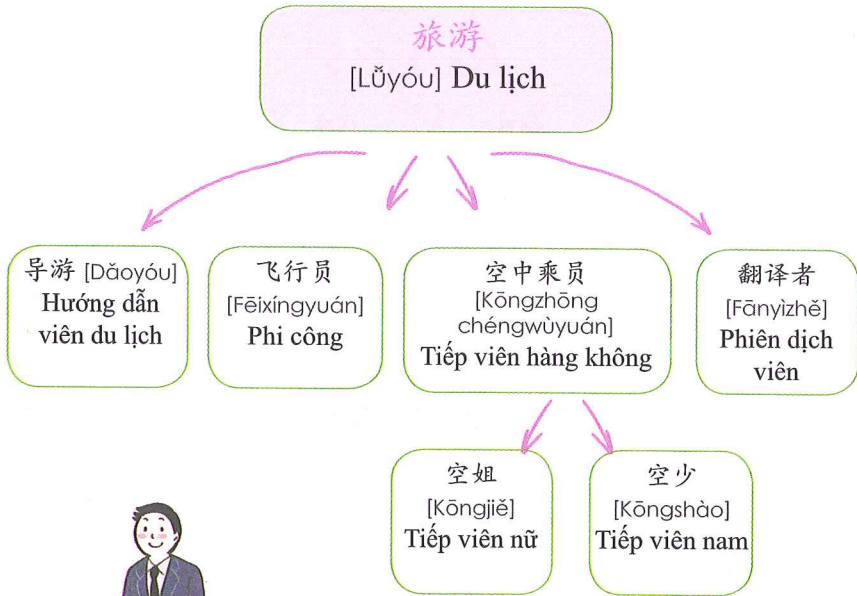 旅游
[Lǚyóu] Du lịch
导游 [Dǎoyóu]
Hướng dẫn
viên du lịch
飞行员
[Fēixíngyuán]
Phi công
空中乘员
[Kōngzhōng
chéngwùyuán]
Tiếp viên hàng không
翻译者
[Fānyìzhě]
Phiên dịch
viên
空姐
[Kōngjiě]
Tiếp viên nữ
空少
[Kōngshào]
Tiếp viên nam